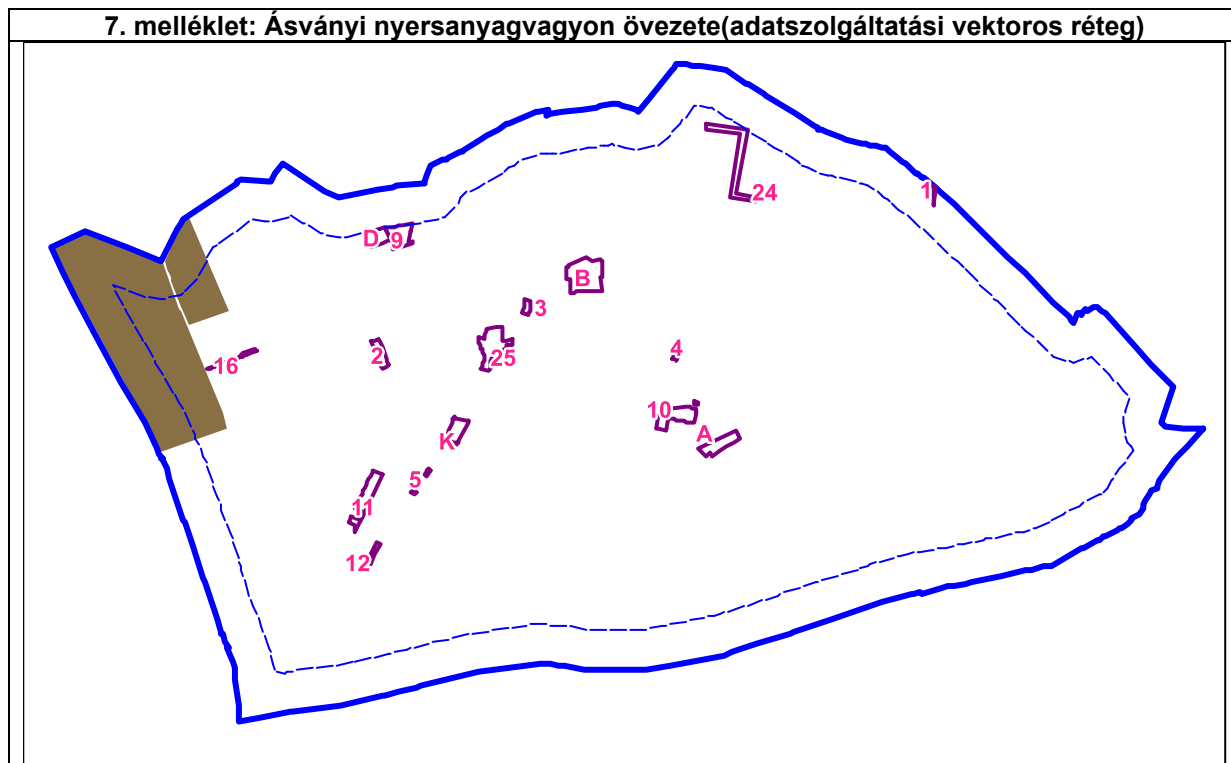 7. melléklet: Ásványi nyersanyagvagyon övezete(adatszolgáltatási vektoros réteg)
1
24
D
9
B
3
2
25
4
16
10
A
K
5
11
12